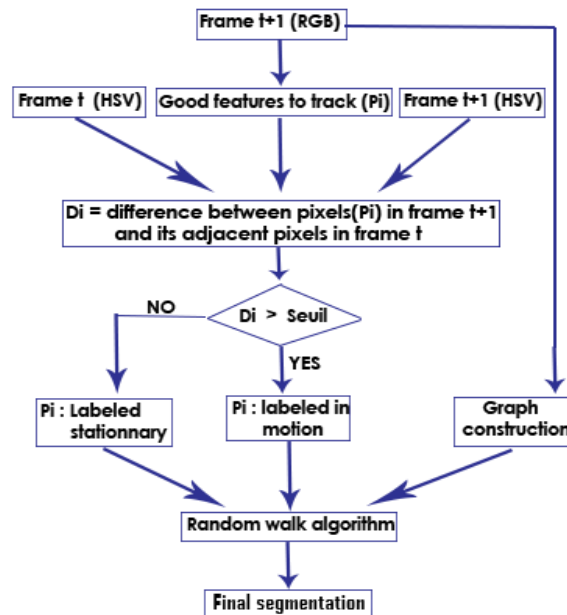 Frame t+1 (RGB)
Frame t (HSV)
Good features to track (Pi)
Frame t+1 (HSV)
Di = difference between pixels(Pi) in frame t+1
and its adjacent pixels in frame t
NO
Di > Seuil
YES
Pi : Labeled
stationnary
Pi : labeled in
motion
Graph
construction
Random walk algorithm
Final segmentation